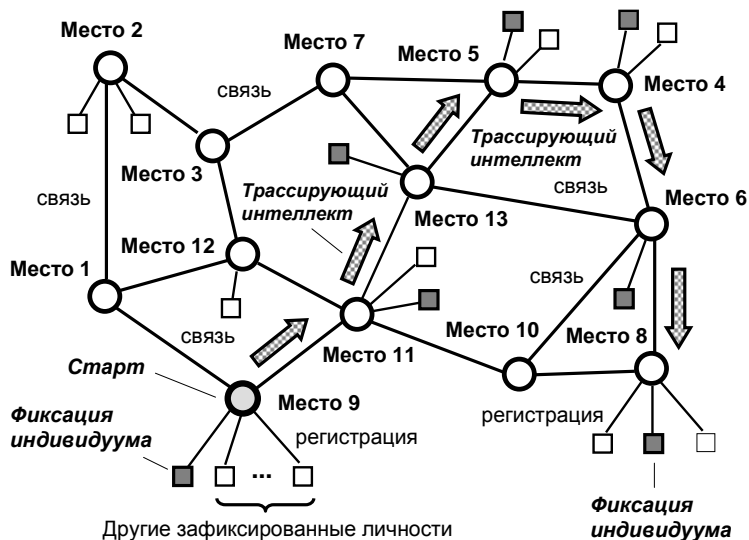 Место 2
Место 7
Место 5
Место 4
связь
Трассирующий
интеллект
Место 3
Трассирующий
интеллект
связь
Место 6
связь
Место 13
Место 12
Место 1
связь
связь
Место 10
Место 8
Место 11
Старт
Место 9
Фиксация
индивидуума
регистрация
регистрация
...
Фиксация
индивидуума
Другие зафиксированные личности